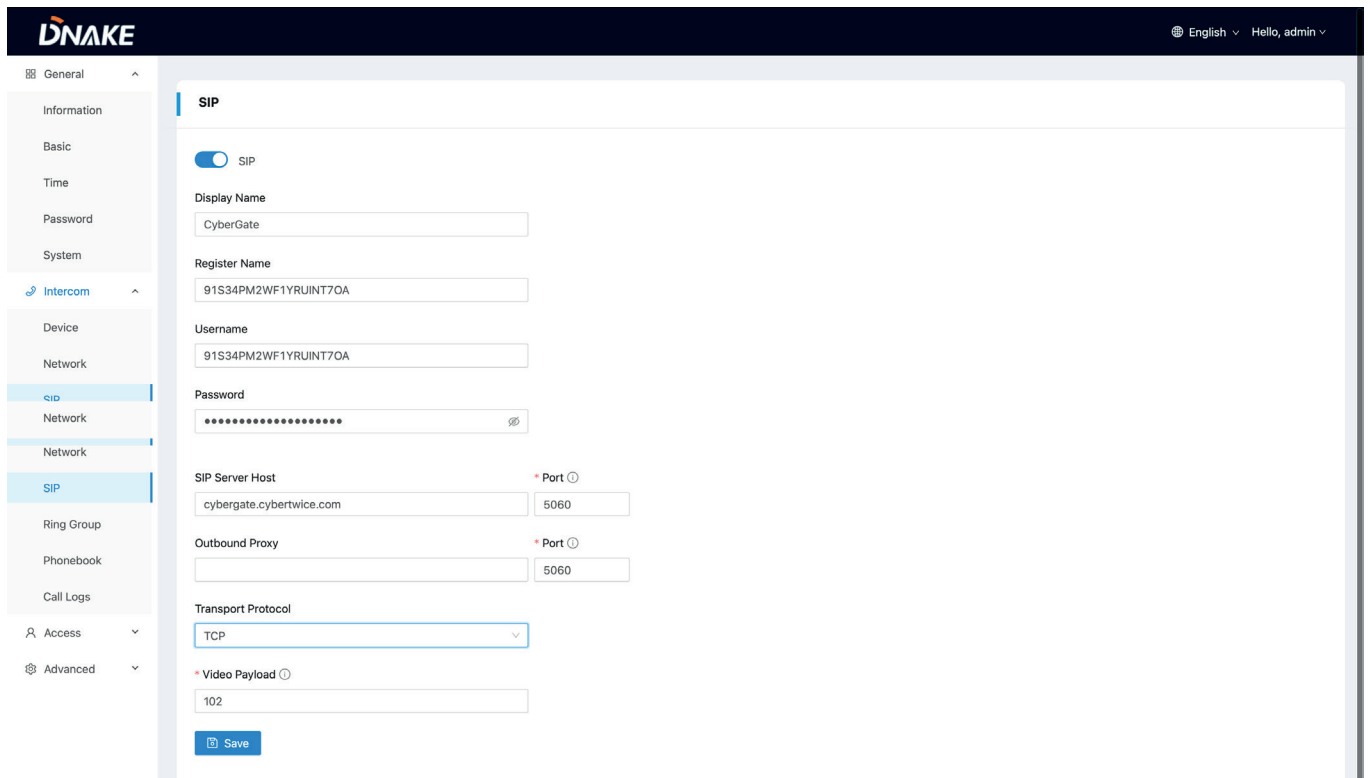 DNAKE
English Hello, admin
General
Information
Basic
Time
Password
System
Intercom
Device
Network
SIP
Network
Network
SIP
Ring Group
Phonebook
Call Logs
Access
Advanced
SIP
SIP
Display Name
CyberGate
Register Name
91S34PM2WF1YRUINT7OA
Username
91S34PM2WF1YRUINT7OA
Password
••••••••••••••••••••
SIP Server Host * Port
cybergate.cybertwice.com 5060
Outbound Proxy * Port
5060
Transport Protocol
TCP
* Video Payload
102
Save